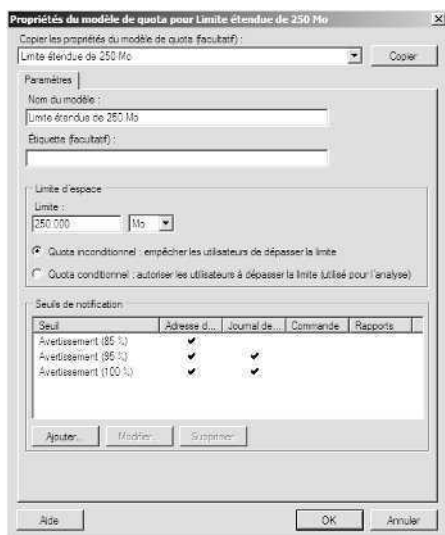 Propriétés du modèle de quota pour Limite étendue de 250 Mo
Copier les propriétés du modèle de quota (facultatif) :
Limite étendue de 250 Mo
Copier
Paramètres
Nom du modèle :
Limite étendue de 250 Mo
Étiquette (facultatif) :
Limite d'espace
Limite :
250.000 Mo
Quota inconditionnel : empêcher les utilisateurs de dépasser la limite
Quota conditionnel : autoriser les utilisateurs à dépasser la limite (utilisé pour l'analyse)
Seuils de notification
Seuil Adresse d... Journal de... Commande Rapports
Avertissement (85 %)
Avertissement (95 %)
Avertissement (100 %)
Ajouter... Modifier... Supprimer
Aide OK Annuler